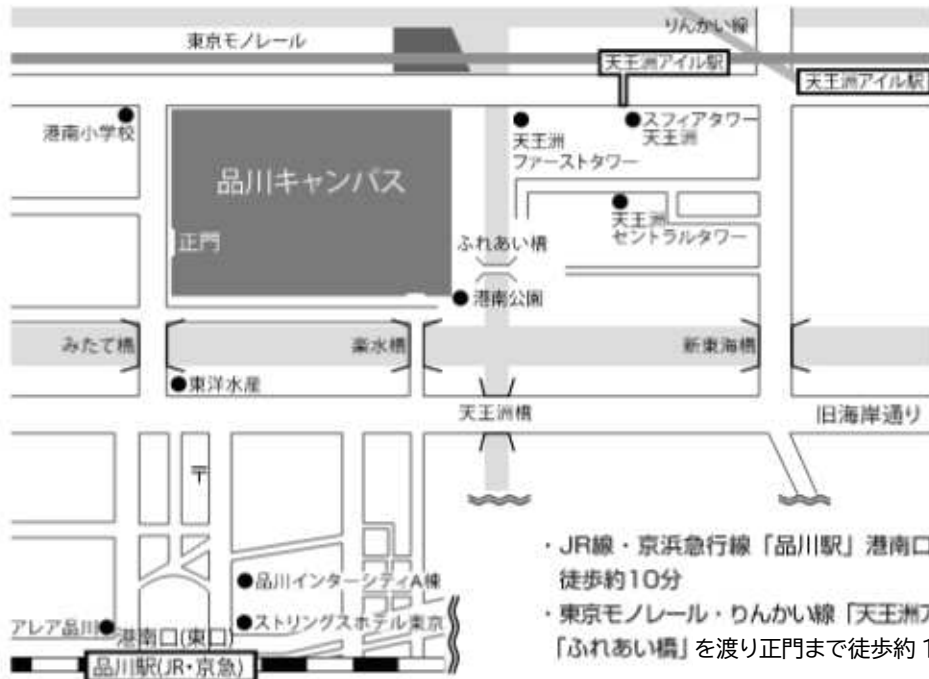 りんかい線
東京モノレール
天王洲アイル駅
天王洲アイル駅
港南小学校
天王洲
ファーストタワー
スフィアタワー
天王洲
品川キャンパス
正門
天王洲
セントラルタワー
ふれあい橋
港南公園
みたて橋
楽水橋
新東海橋
東洋水産
天王洲橋
旧海岸通り
〒
・JR線・京浜急行線「品川駅」港南口
徒歩約10分
・東京モノレール・りんかい線「天王洲ア
「ふれあい橋」を渡り正門まで徒歩約1
品川インターシティA棟
ストリングスホテル東京
アレア品川
港南口(東口)
品川駅(JR・京急)